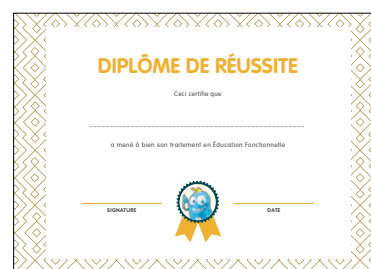 DIPLÔME DE RÉUSSITE
Ceci certifie que
a mené à bien son traitement en Éducation Fonctionnelle
SIGNATURE
DATE